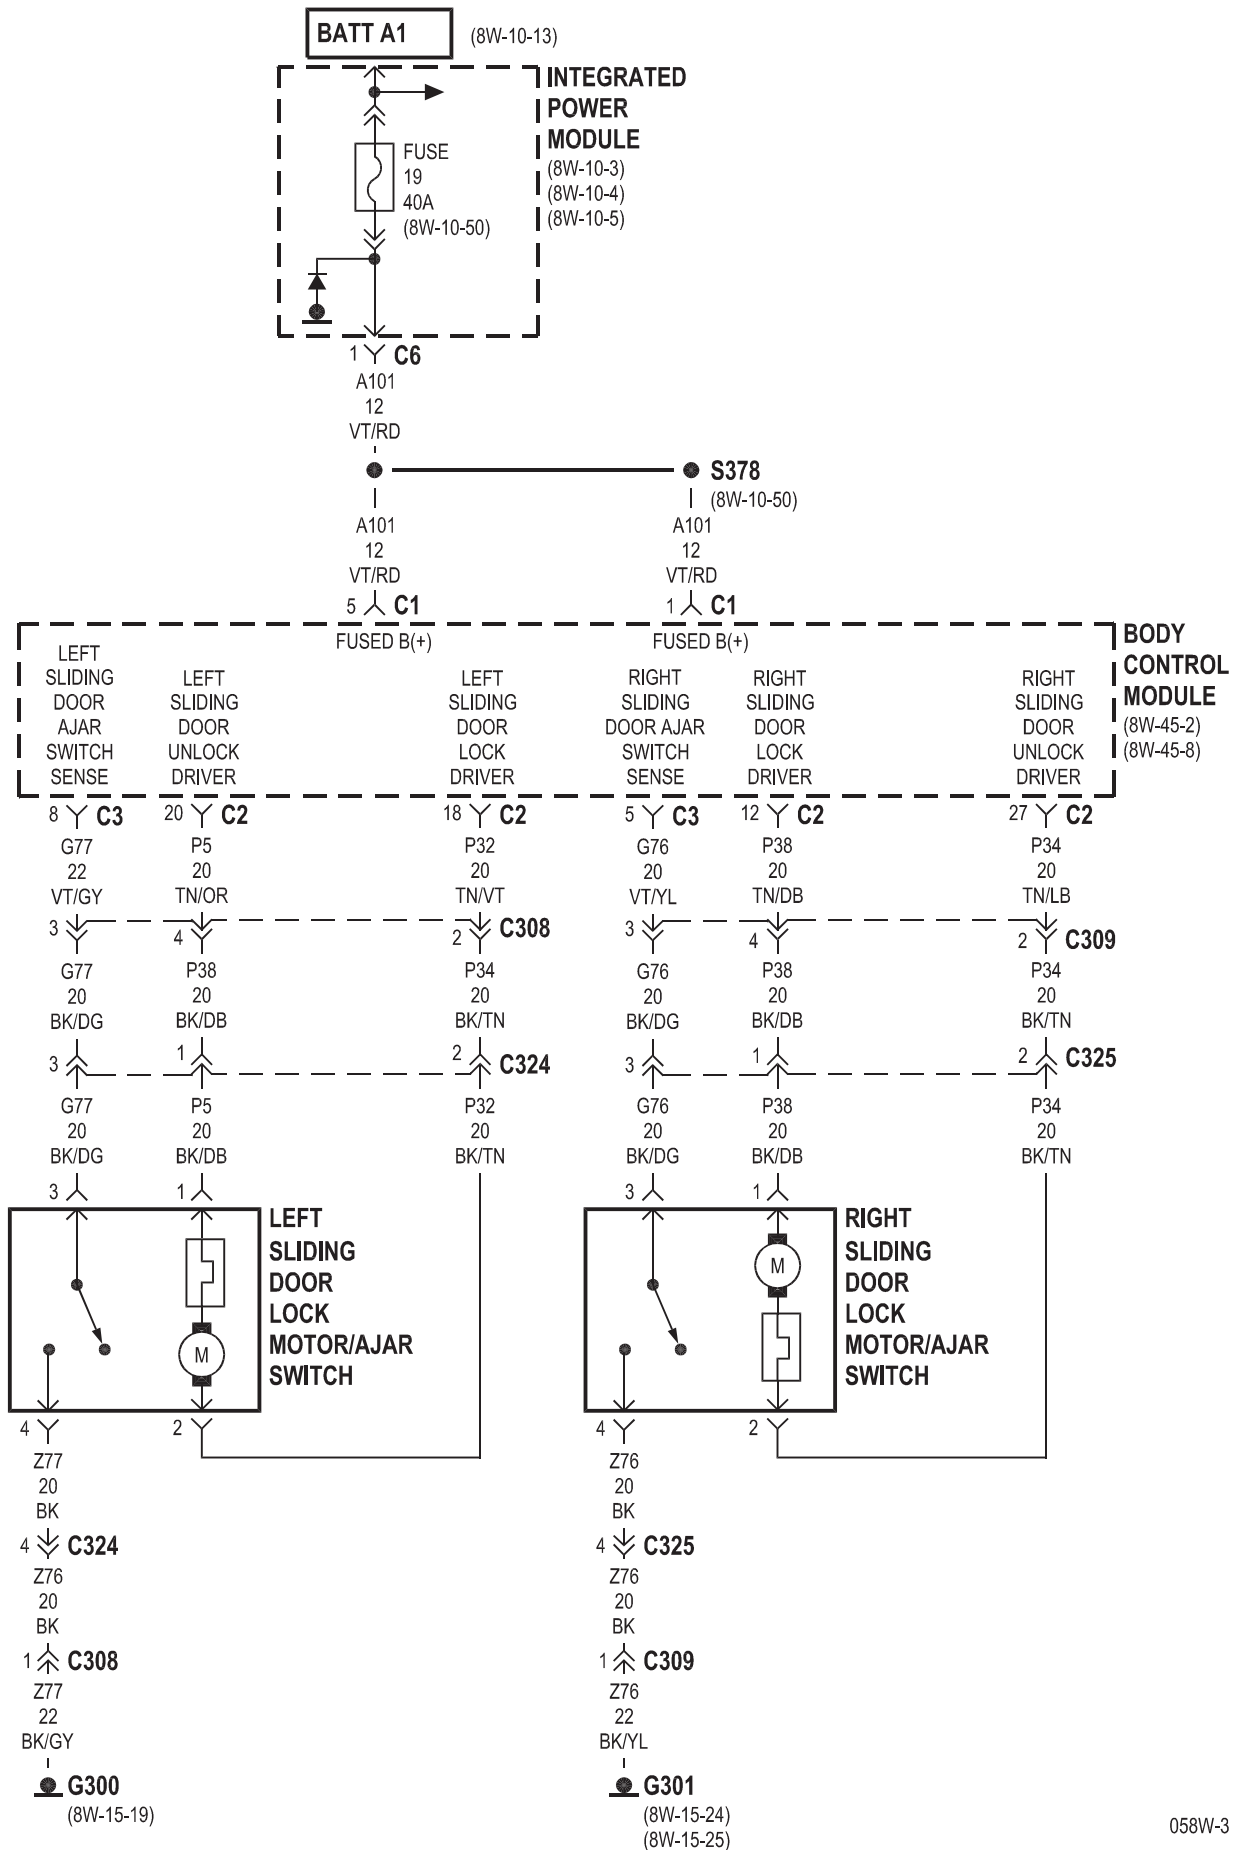 BATT A1 (8W-10-13)
INTEGRATED
POWER
MODULE
(8W-10-3)
(8W-10-4)
(8W-10-5)
FUSE
19
40A
(8W-10-50)
1 C6
A101
12
VT/RD
S378
(8W-10-50)
A101 A101
12 12
VT/RD VT/RD
5 C1 1 C1
FUSED B(+) FUSED B(+)
BODY
CONTROL
MODULE
(8W-45-2)
(8W-45-8)
LEFT
SLIDING
DOOR
AJAR
SWITCH
SENSE
LEFT
SLIDING
DOOR
UNLOCK
DRIVER
LEFT
SLIDING
DOOR
LOCK
DRIVER
RIGHT
SLIDING
DOOR AJAR
SWITCH
SENSE
RIGHT
SLIDING
DOOR
LOCK
DRIVER
RIGHT
SLIDING
DOOR
UNLOCK
DRIVER
8 C3 20 C2 18 C2 5 C3 12 C2 27 C2
G77 P5 P32 G76 P38 P34
22 20 20 20 20 20
VT/GY TN/OR TN/VT VT/YL TN/DB TN/LB
3 4 2 C308 3 4 2 C309
G77 P38 P34 G76 P38 P34
20 20 20 20 20 20
BK/DG BK/DB BK/TN BK/DG BK/DB BK/TN
3 1 2 C324 3 1 2 C325
G77 P5 P32 G76 P38 P34
20 20 20 20 20 20
BK/DG BK/DB BK/TN BK/DG BK/DB BK/TN
3 1 3 1
LEFT
SLIDING
DOOR
LOCK
MOTOR/AJAR
SWITCH
M
RIGHT
SLIDING
DOOR
LOCK
MOTOR/AJAR
SWITCH
M
4 2 4 2
Z77 Z76
20 20
BK BK
4 C324 4 C325
Z76 Z76
20 20
BK BK
1 C308 1 C309
Z77 Z76
22 22
BK/GY BK/YL
G300 G301
(8W-15-19) (8W-15-24)
(8W-15-25)
058W-3